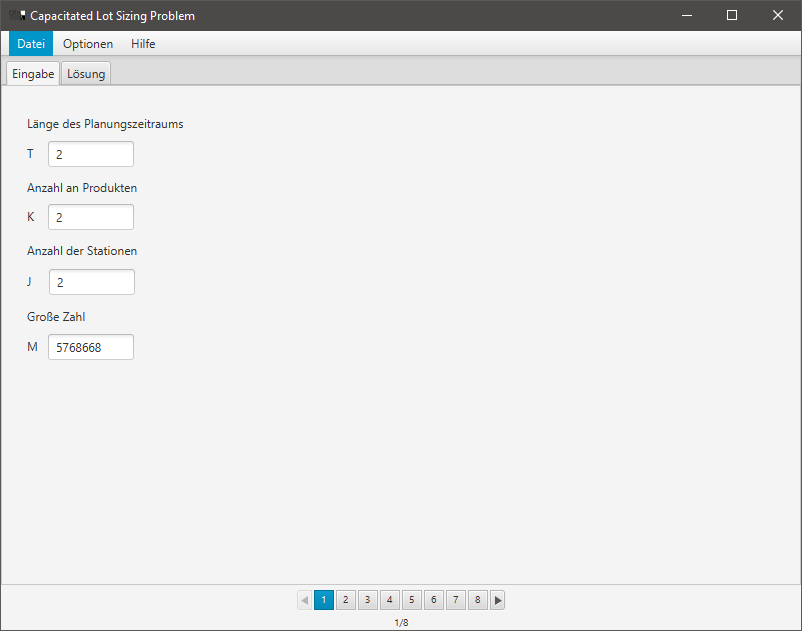 Capacitated Lot Sizing Problem
Datei Optionen Hilfe
Eingabe Lösung
Länge des Planungszeitraums
T 2
Anzahl an Produkten
K 2
Anzahl der Stationen
J 2
Große Zahl
M 5768668
1 2 3 4 5 6 7 8
1/8